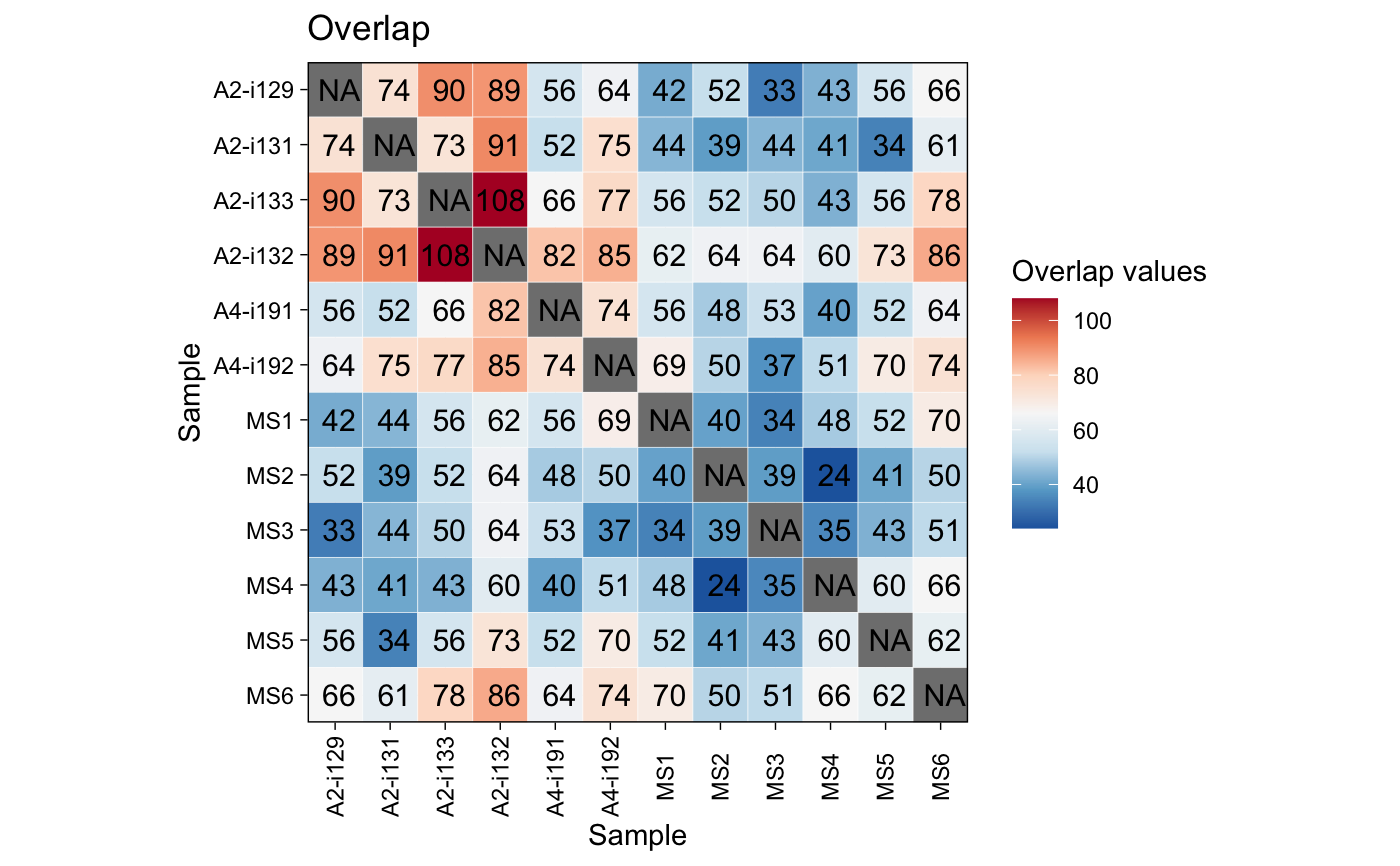 Overlap
A2-i129 NA 74 90 89 56 64 42 52 33 43 56 66
A2-i131 74 NA 73 91 52 75 44 39 44 41 34 61
A2-i133 90 73 NA 108 66 77 56 52 50 43 56 78
A2-i132 89 91 108 NA 82 85 62 64 64 60 73 86
A4-i191 56 52 66 82 NA 74 56 48 53 40 52 64
A4-i192 64 75 77 85 74 NA 69 50 37 51 70 74
MS1 42 44 56 62 56 69 NA 40 34 48 52 70
MS2 52 39 52 64 48 50 40 NA 39 24 41 50
MS3 33 44 50 64 53 37 34 39 NA 35 43 51
MS4 43 41 43 60 40 51 48 24 35 NA 60 66
MS5 56 34 56 73 52 70 52 41 43 60 NA 62
MS6 66 61 78 86 64 74 70 50 51 66 62 NA
A2-i129 A2-i131 A2-i133 A2-i132 A4-i191 A4-i192 MS1 MS2 MS3 MS4 MS5 MS6
Sample
Sample
Overlap values
100
80
60
40